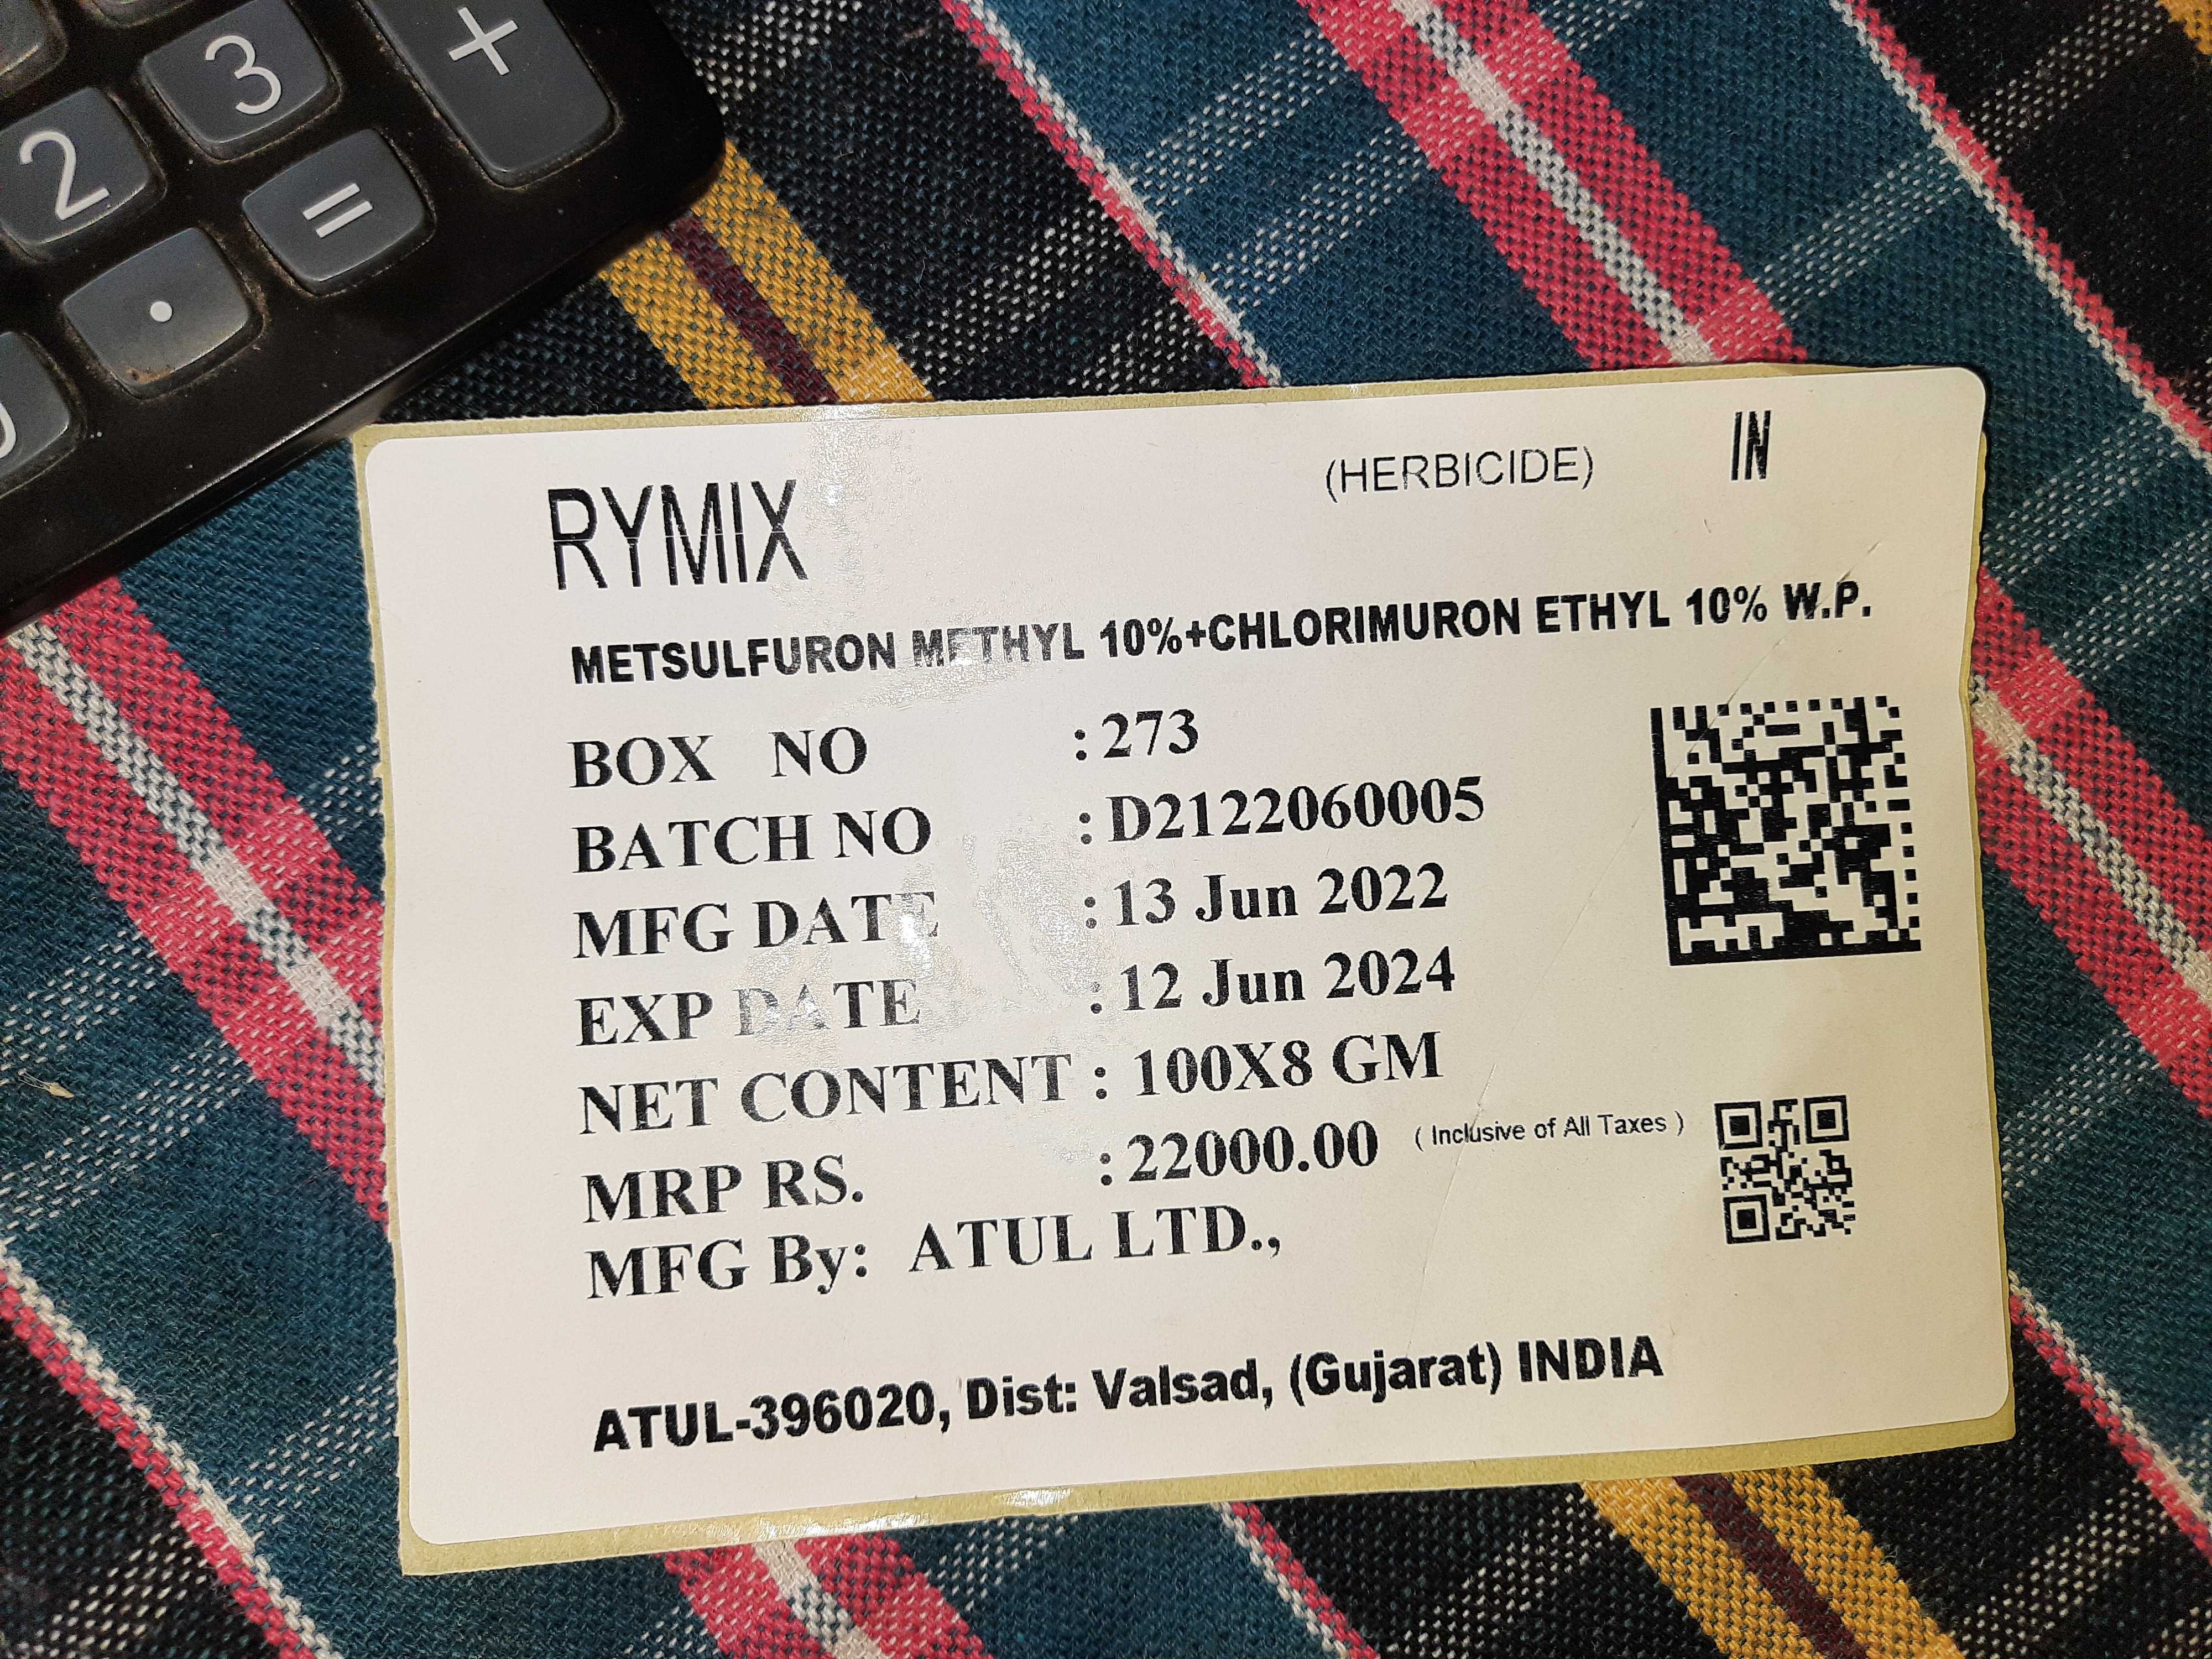 3
+
2
=
.
RYMIX (HERBICIDE) IN
METSULFURON METHYL 10%+CHLORIMURON ETHYL 10% W.P.
BOX NO : 273
BATCH NO : D2122060005
MFG DATE : 13 Jun 2022
EXP DATE : 12 Jun 2024
NET CONTENT : 100X8 GM
MRP RS. : 22000.00 ( Inclusive of All Taxes )
MFG By: ATUL LTD.,
ATUL-396020, Dist: Valsad, (Gujarat) INDIA